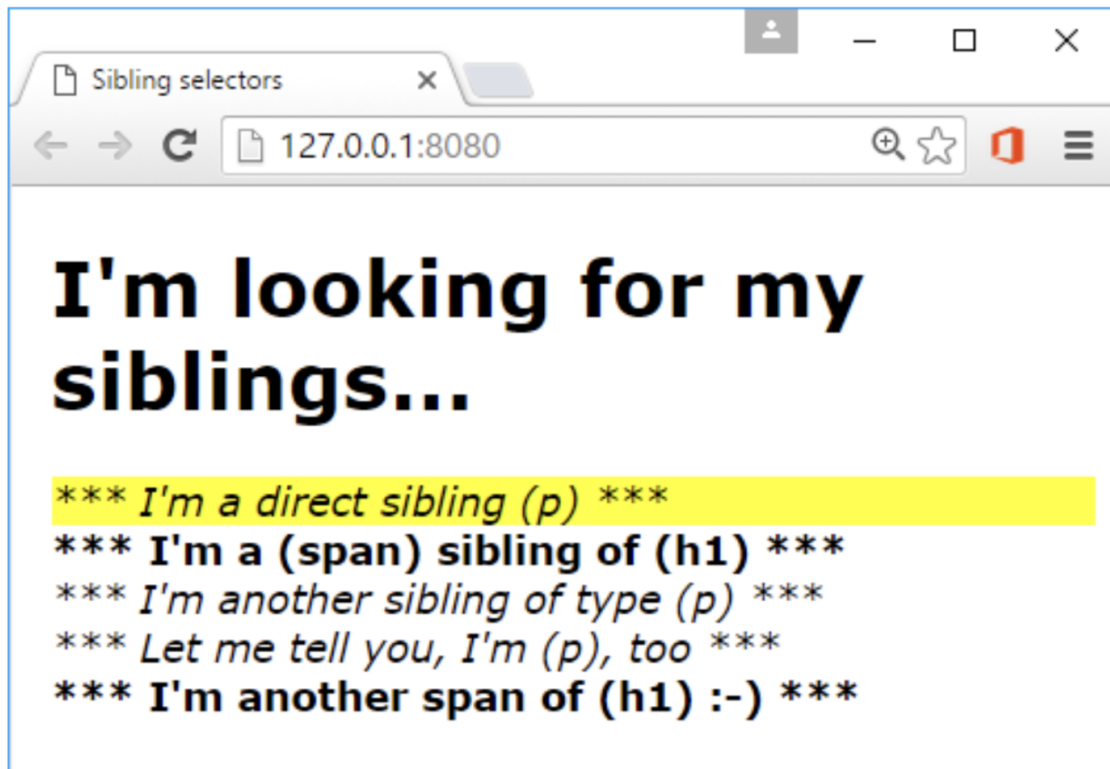 Sibling selectors
127.0.0.1:8080
I'm looking for my
siblings...
*** I'm a direct sibling (p) ***
*** I'm a (span) sibling of (h1) ***
*** I'm another sibling of type (p) ***
*** Let me tell you, I'm (p), too ***
*** I'm another span of (h1) :-) ***